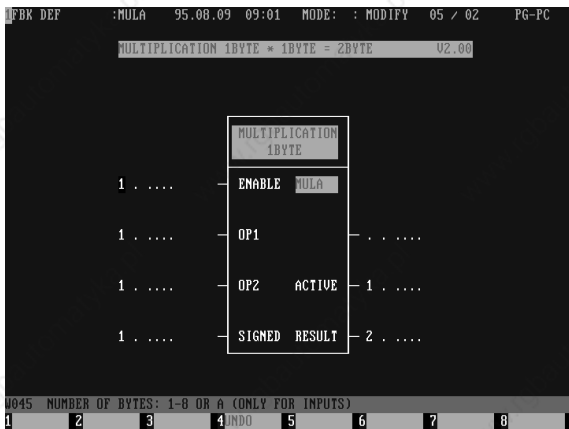 1FBK DEF :MULA 95.08.09 09:01 MODE: : MODIFY 05 / 02 PG-PC
MULTIPLICATION 1BYTE * 1BYTE = 2BYTE V2.00
MULTIPLICATION
1BYTE
1 . .... ENABLE MULA
1 . .... OP1 . . ....
1 . .... OP2 ACTIVE 1 . ....
1 . .... SIGNED RESULT 2 . ....
W045 NUMBER OF BYTES: 1-8 OR A (ONLY FOR INPUTS)
1 2 3 4UNDO 5 6 7 8